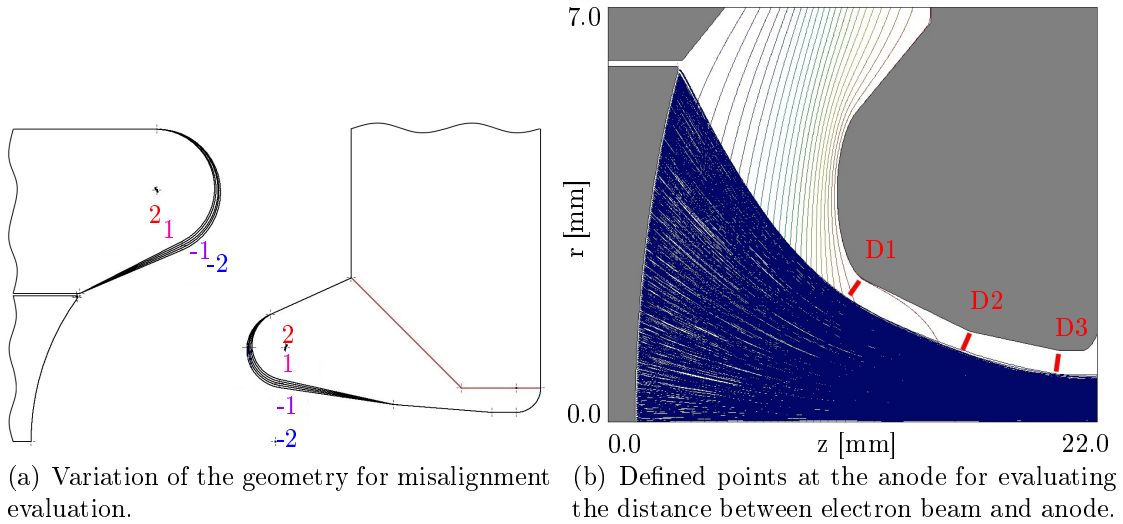 2
1
-1
-2
2
1
-1
-2
7.0
r [mm]
0.0
0.0
z [mm]
22.0
D1
D2
D3
(a) Variation of the geometry for misalignment
evaluation.
(b) Defined points at the anode for evaluating
the distance between electron beam and anode.